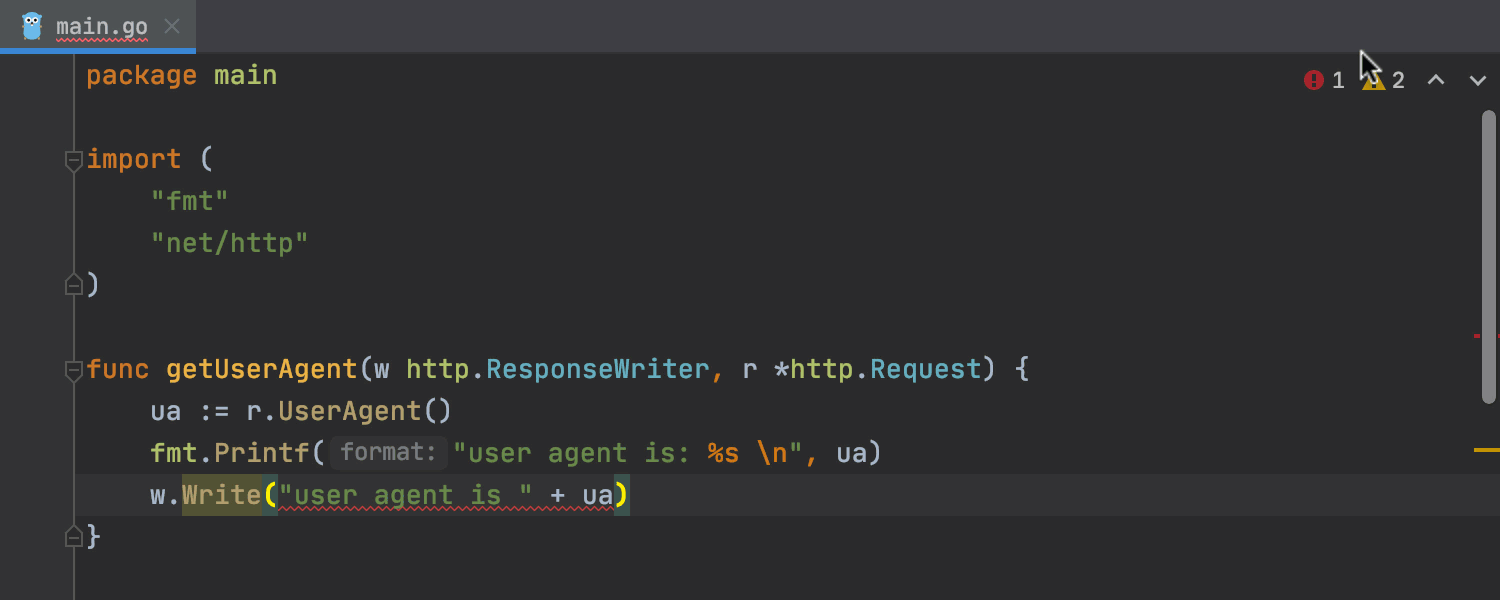 main.go
package main
1 2
import (
"fmt"
"net/http"
)
func getUserAgent(w http.ResponseWriter, r *http.Request) {
ua := r.UserAgent()
fmt.Printf( format: "user agent is: %s \n", ua)
w.Write("user agent is " + ua)
}